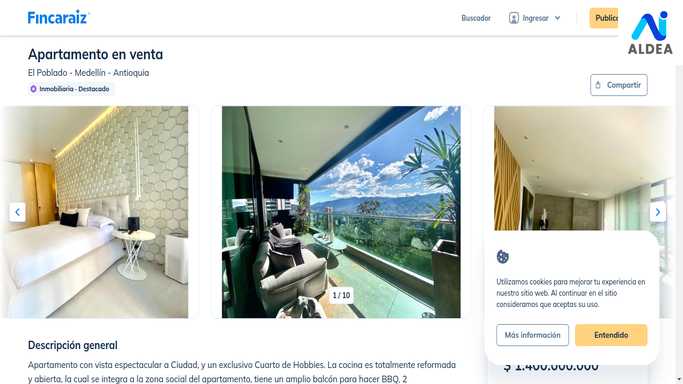 Fincaraiz
Buscador
Ingresar
Publica
ALDEA
Apartamento en venta
El Poblado - Medellín - Antioquia
Inmobiliaria - Destacado
Compartir
1 / 10
Utilizamos cookies para mejorar tu experiencia en
nuestro sitio web. Al continuar en el sitio
consideramos que aceptas su uso.
Más información
Entendido
$ 1.400.000.000
Descripción general
Apartamento con vista espectacular a Ciudad, y un exclusivo Cuarto de Hobbies. La cocina es totalmente reformada
y abierta, la cual se integra a la zona social del apartamento, tiene un amplio balcón para hacer BBQ. 2